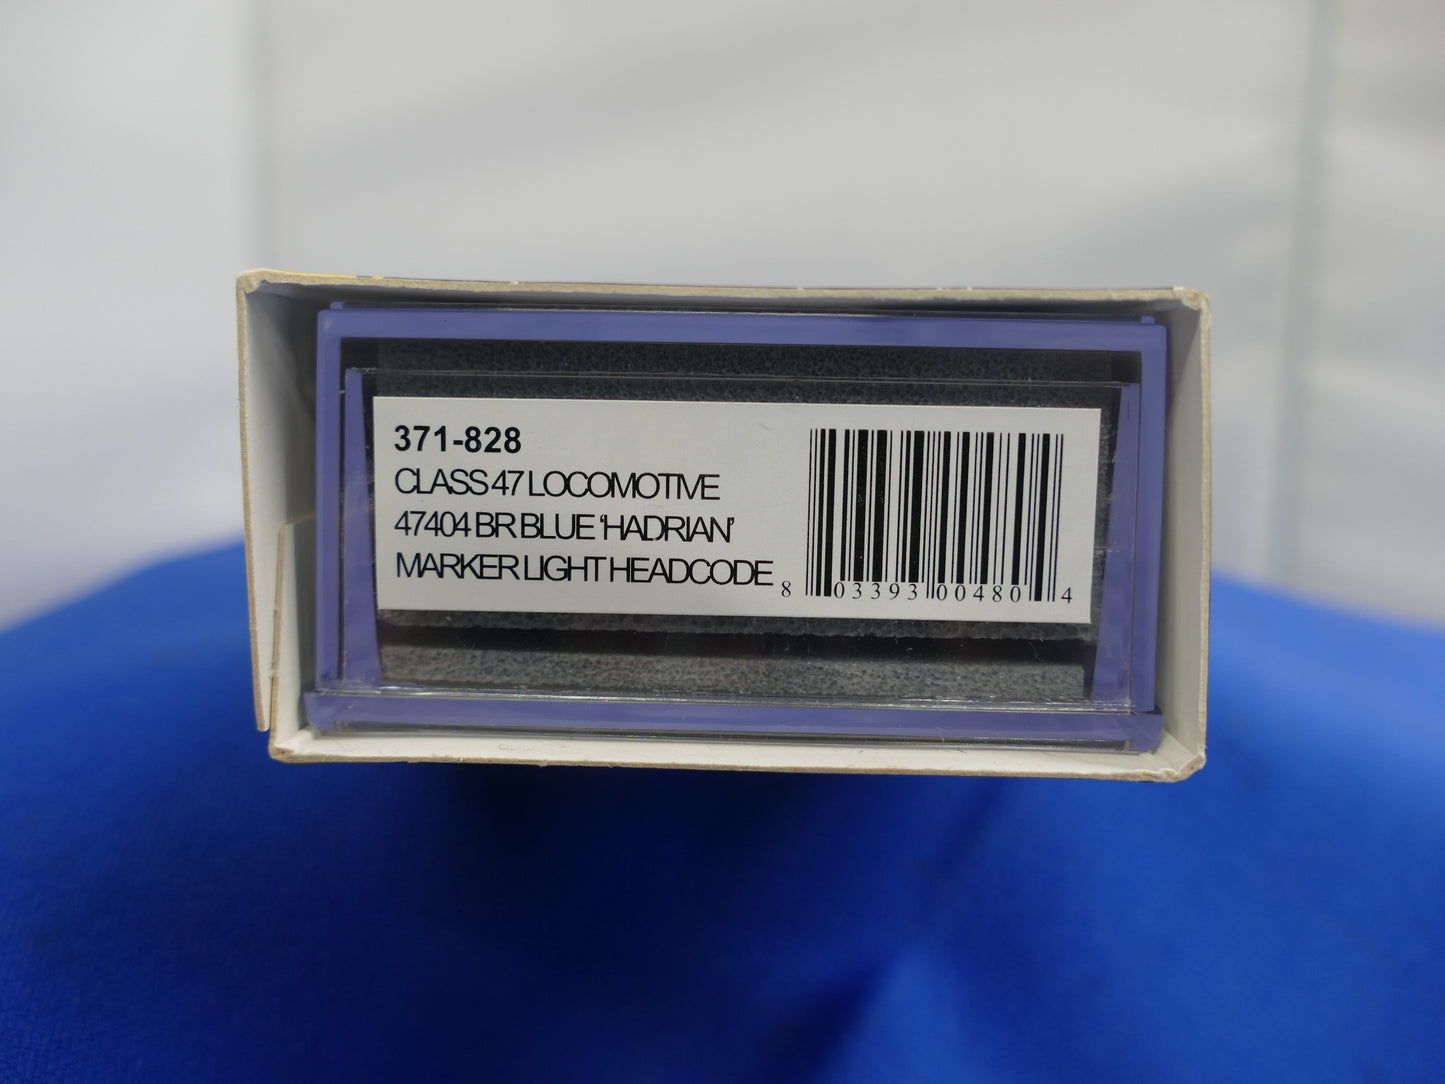 371-828
CLASS 47 LOCOMOTIVE
47404 BR BLUE 'HADRIAN'
MARKER LIGHT HEADCODE
8 03393 00480 4